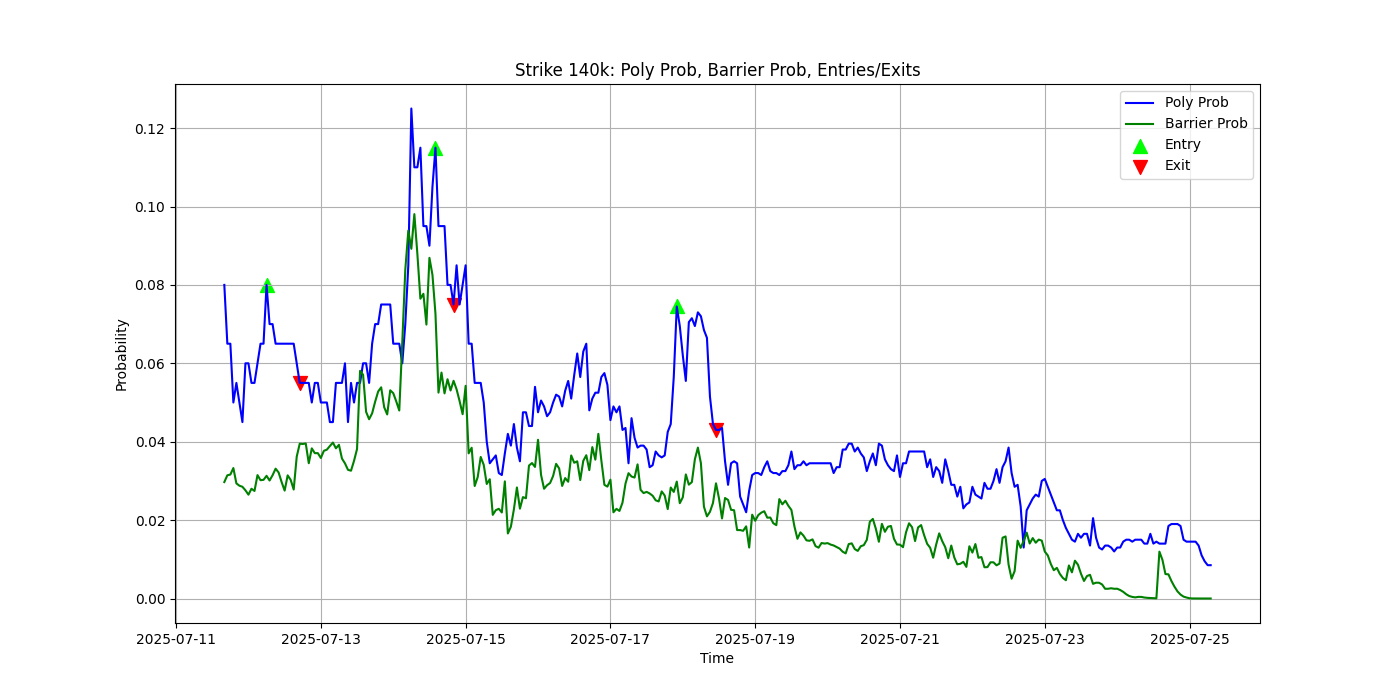 Strike 140k: Poly Prob, Barrier Prob, Entries/Exits
Poly Prob
Barrier Prob
Entry
Exit
0.12
0.10
0.08
0.06
0.04
0.02
0.00
Probability
2025-07-11
2025-07-13
2025-07-15
2025-07-17
2025-07-19
2025-07-21
2025-07-23
2025-07-25
Time